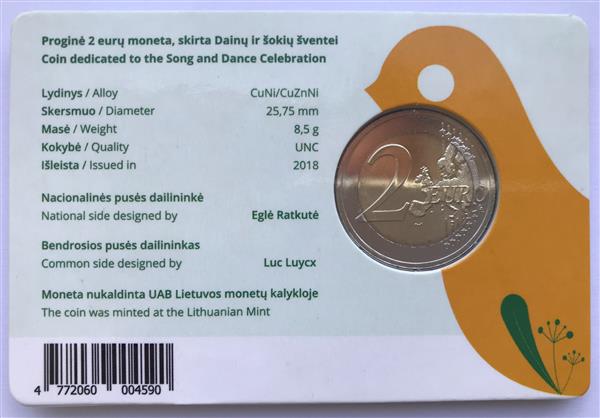 Proginė 2 eurų moneta, skirta Dainų ir šokių šventei
Coin dedicated to the Song and Dance Celebration
Lydinys / Alloy CuNi/CuZnNi
Skersmuo / Diameter 25,75 mm
Masė / Weight 8,5 g
Kokybė / Quality UNC
Išleista / Issued in 2018
Nacionalinės pusės dailininkė
National side designed by Eglė Ratkutė
Bendrosios pusės dailininkas
Common side designed by Luc Luycx
Moneta nukaldinta UAB Lietuvos monetų kalykloje
The coin was minted at the Lithuanian Mint
4 772060 004590
2 EURO